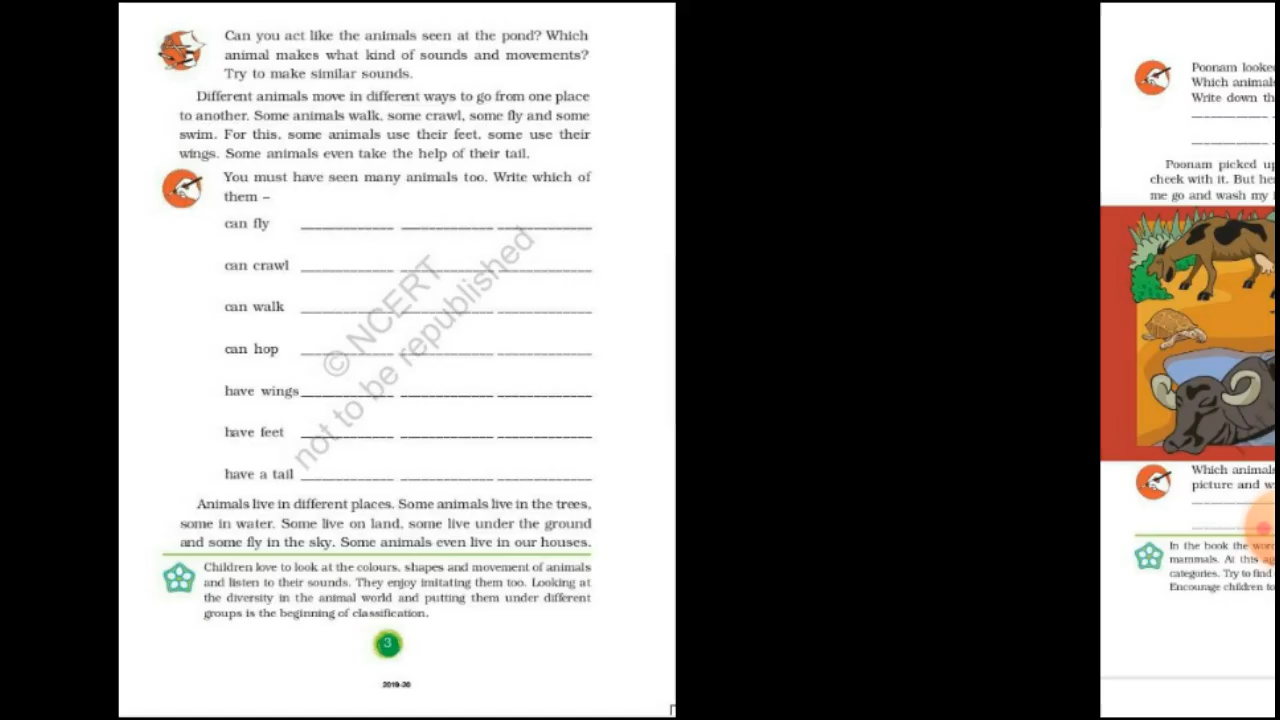 Can you act like the animals seen at the pond? Which
animal makes what kind of sounds and movements?
Try to make similar sounds.
Different animals move in different ways to go from one place
to another. Some animals walk, some crawl, some fly and some
swim. For this, some animals use their feet, some use their
wings. Some animals even take the help of their tail.
You must have seen many animals too. Write which of
them –
can fly
can crawl
can walk
can hop
have wings
have feet
have a tail
© NCERT
not to be republished
Animals live in different places. Some animals live in the trees,
some in water. Some live on land, some live under the ground
and some fly in the sky. Some animals even live in our houses.
Children love to look at the colours, shapes and movement of animals
and listen to their sounds. They enjoy imitating them too. Looking at
the diversity in the animal world and putting them under different
groups is the beginning of classification.
3
2019-20
Poonam looke
Which animal
Write down th
Poonam picked up
cheek with it. But he
me go and wash my
Which animal
picture and w
In the book the wor
mammals. At this ag
categories. Try to find
Encourage children to